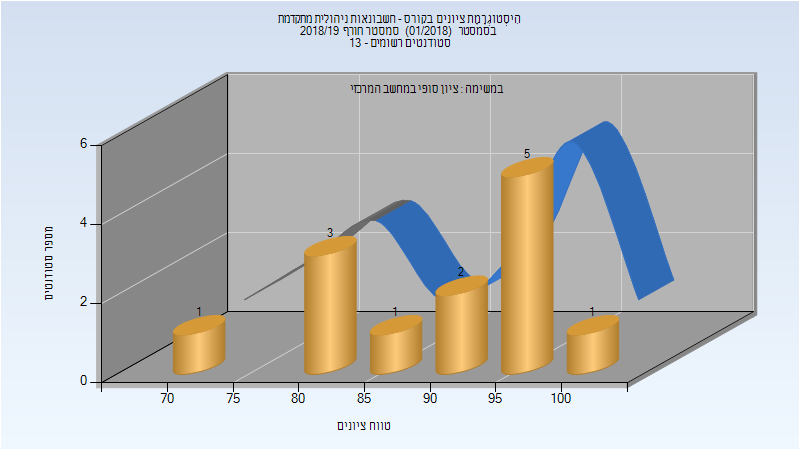 היסטוגרמת ציונים בקורס - חשבונאות ניהולית מתקדמת
בסמסטר (01/2018) סמסטר חורף 2018/19
סטודנטים רשומים - 13
במשימה : ציון סופי במחשב המרכזי
מספר סטודנטים
6
4
2
0
1
3
1
2
5
1
70
75
80
85
90
95
100
טווח ציונים